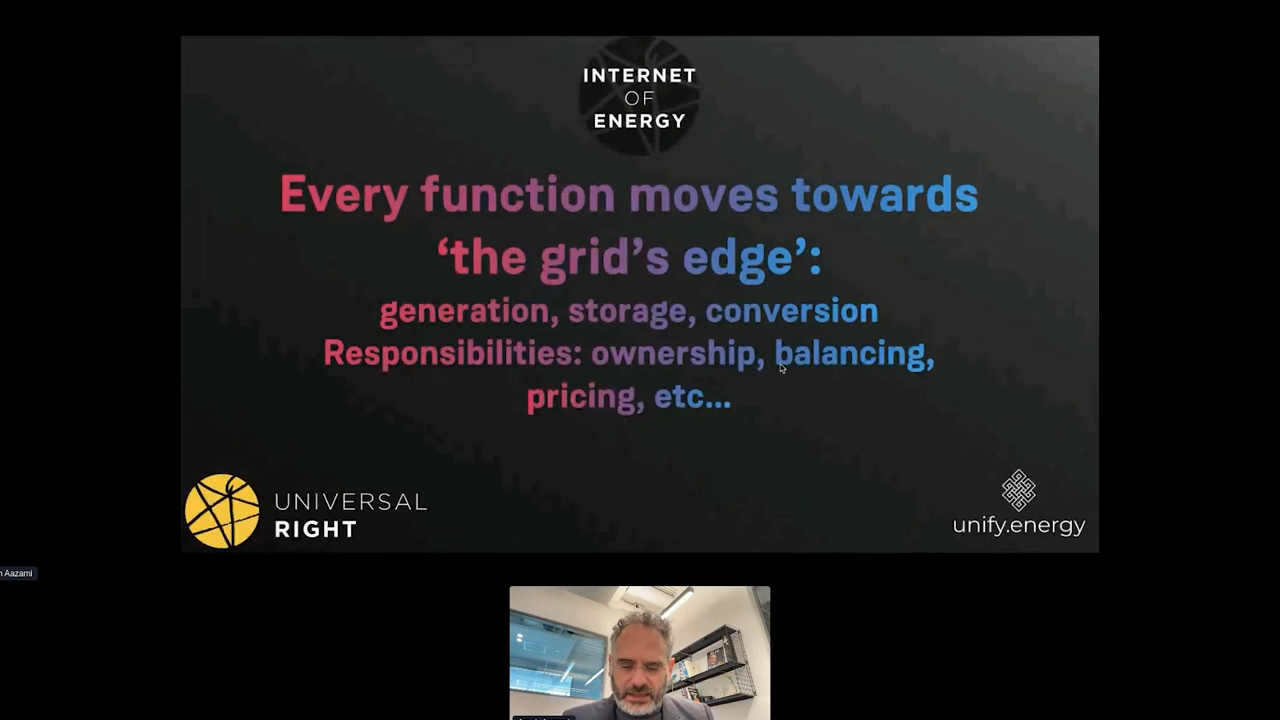 INTERNET
OF
ENERGY
Every function moves towards
‘the grid’s edge’:
generation, storage, conversion
Responsibilities: ownership, balancing,
pricing, etc...
UNIVERSAL
RIGHT
unify.energy
Aazami